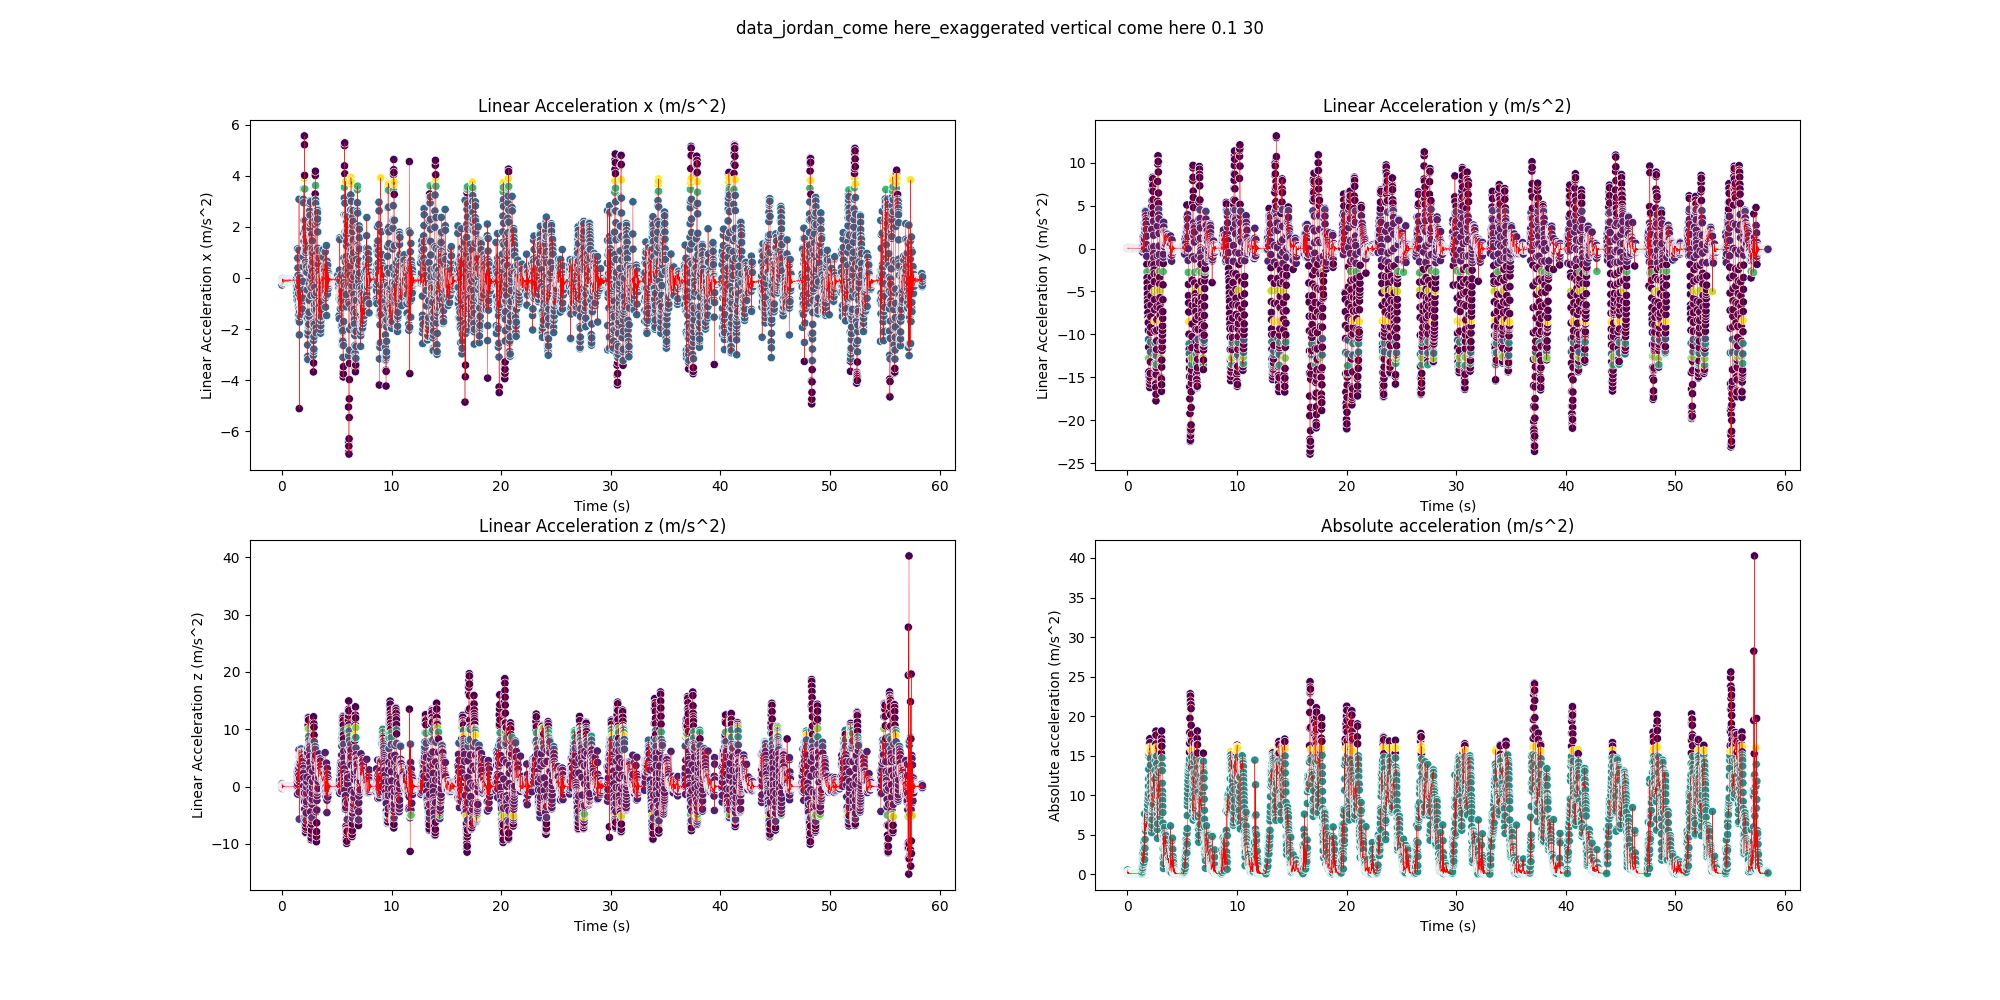 data_jordan_come here_exaggerated vertical come here 0.1 30
Linear Acceleration x (m/s^2)
Linear Acceleration x (m/s^2)
6
4
2
0
−2
−4
−6
0 10 20 30 40 50 60
Time (s)
Linear Acceleration y (m/s^2)
Linear Acceleration y (m/s^2)
10
5
0
−5
−10
−15
−20
−25
0 10 20 30 40 50 60
Time (s)
Linear Acceleration z (m/s^2)
Linear Acceleration z (m/s^2)
40
30
20
10
0
−10
0 10 20 30 40 50 60
Time (s)
Absolute acceleration (m/s^2)
Absolute acceleration (m/s^2)
40
35
30
25
20
15
10
5
0
0 10 20 30 40 50 60
Time (s)